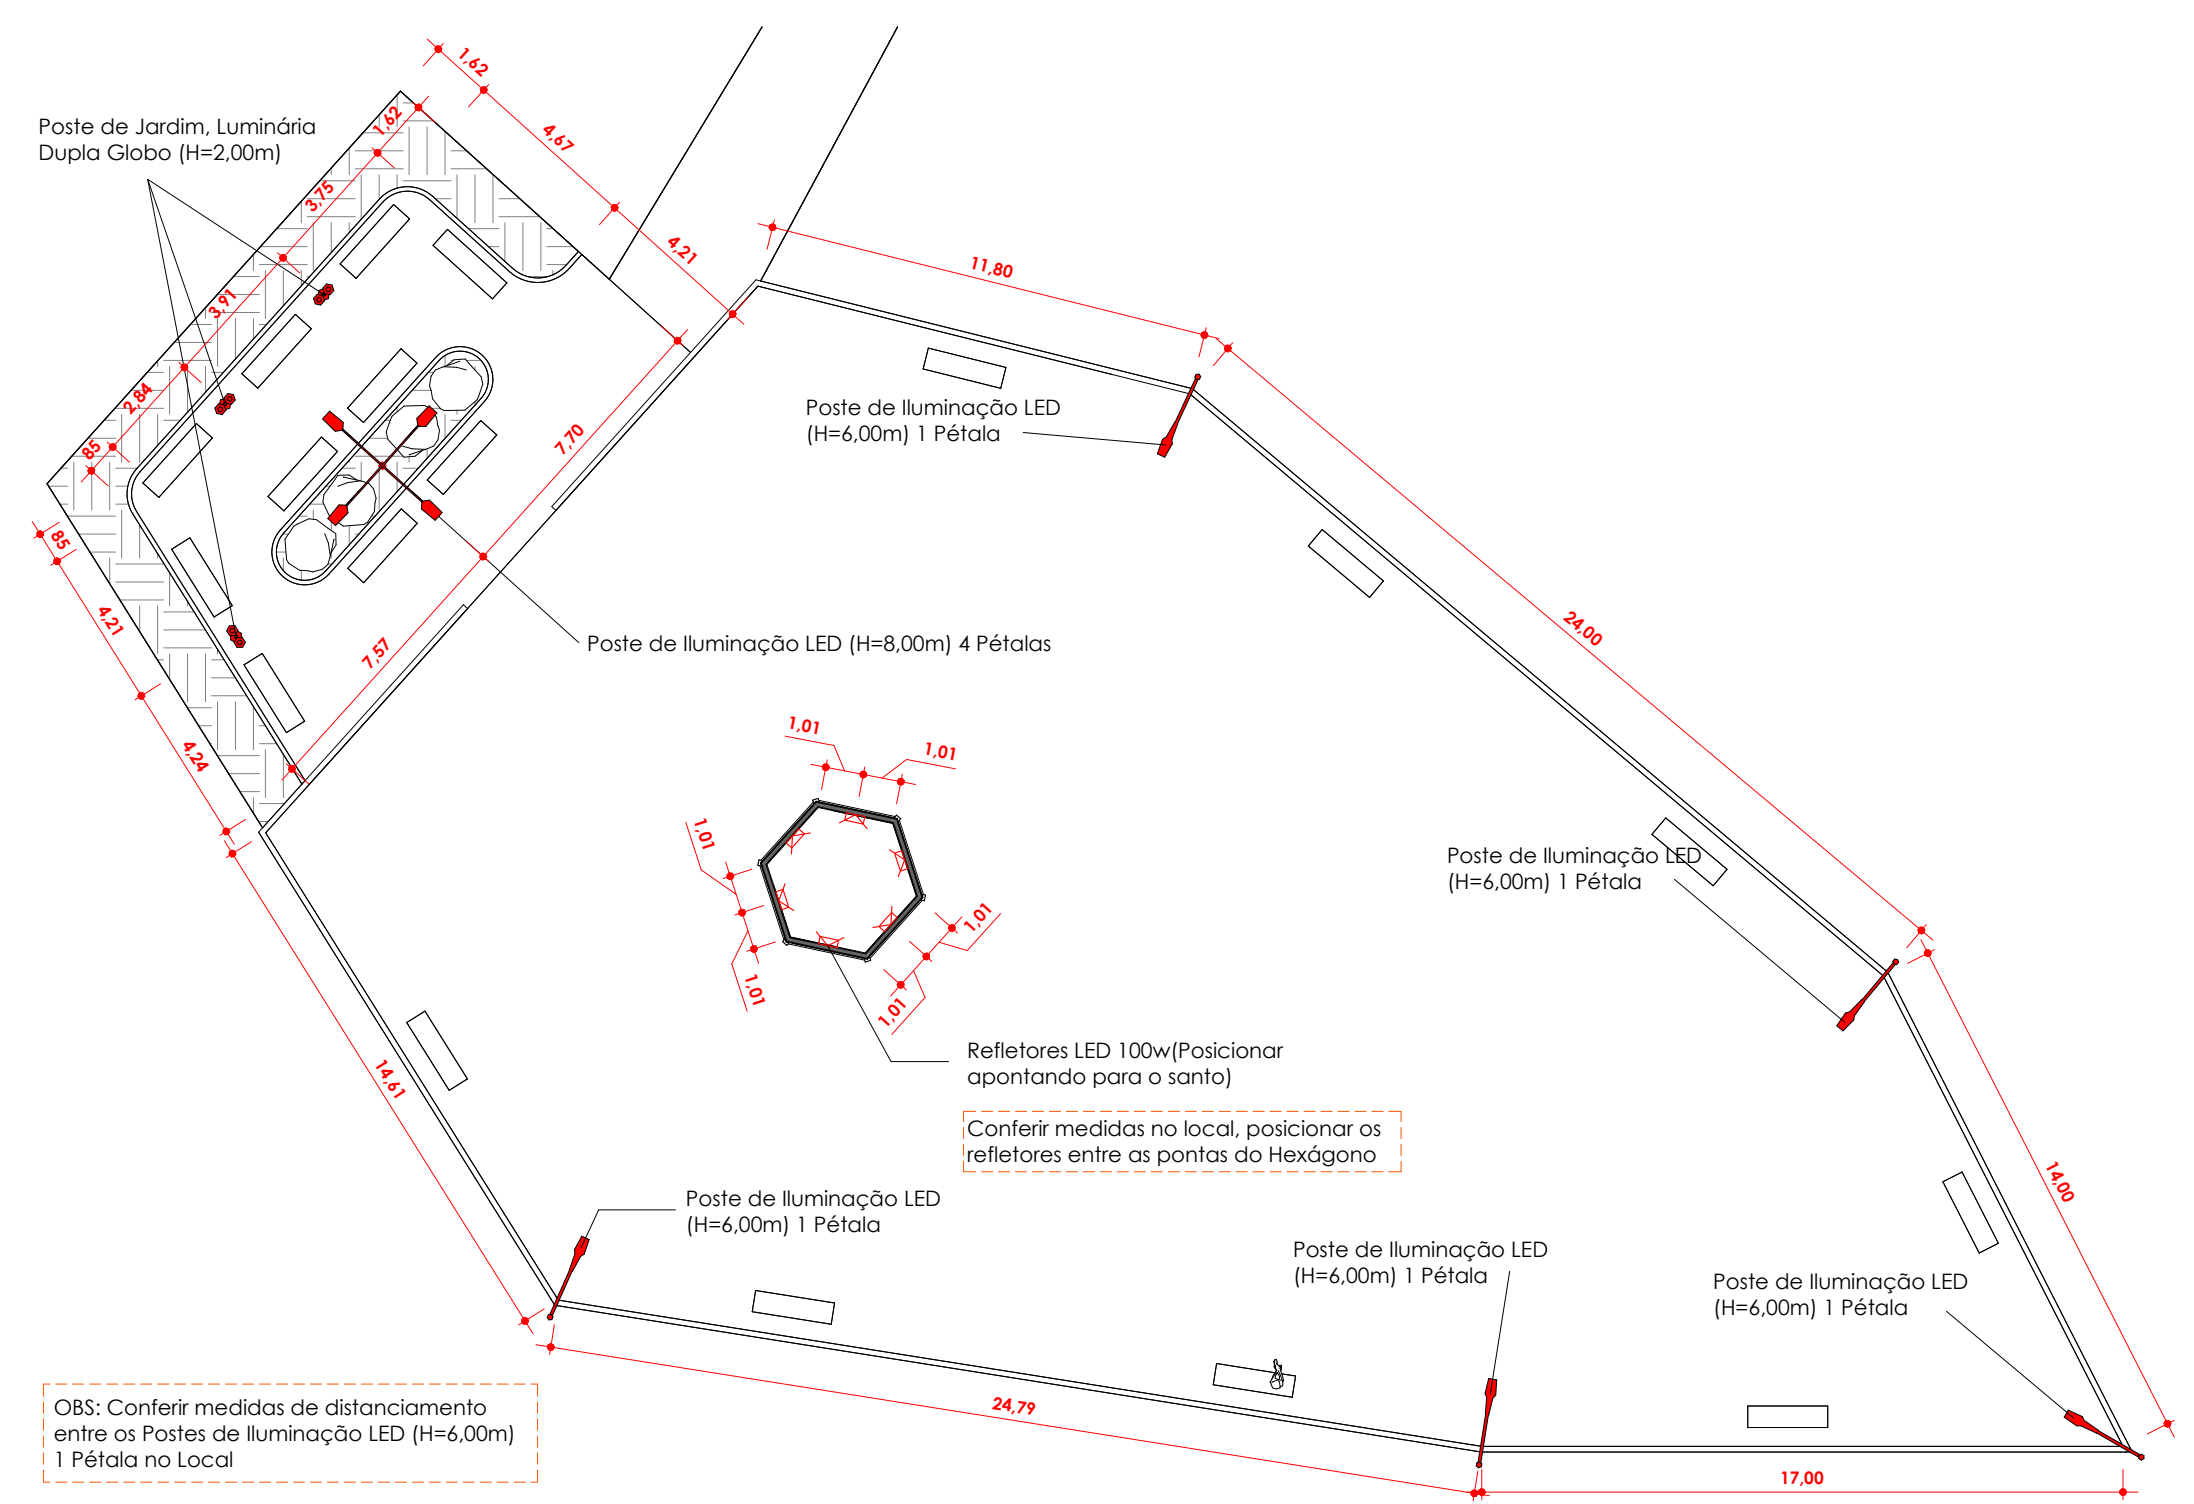 1,62
4,67
4,21
Poste de Jardim, Luminária
Dupla Globo (H=2,00m)
1,62
3,75
3,91
2,84
85
85
4,21
4,24
7,70
7,57
11,80
24,00
Poste de Iluminação LED
(H=6,00m) 1 Pétala
Poste de Iluminação LED (H=8,00m) 4 Pétalas
1,01
1,01
1,01
1,01
1,01
1,01
Poste de Iluminação LED
(H=6,00m) 1 Pétala
Refletores LED 100w(Posicionar
apontando para o santo)
Conferir medidas no local, posicionar os
refletores entre as pontas do Hexágono
14,61
14,00
Poste de Iluminação LED
(H=6,00m) 1 Pétala
Poste de Iluminação LED
(H=6,00m) 1 Pétala
Poste de Iluminação LED
(H=6,00m) 1 Pétala
24,79
17,00
OBS: Conferir medidas de distanciamento
entre os Postes de Iluminação LED (H=6,00m)
1 Pétala no Local